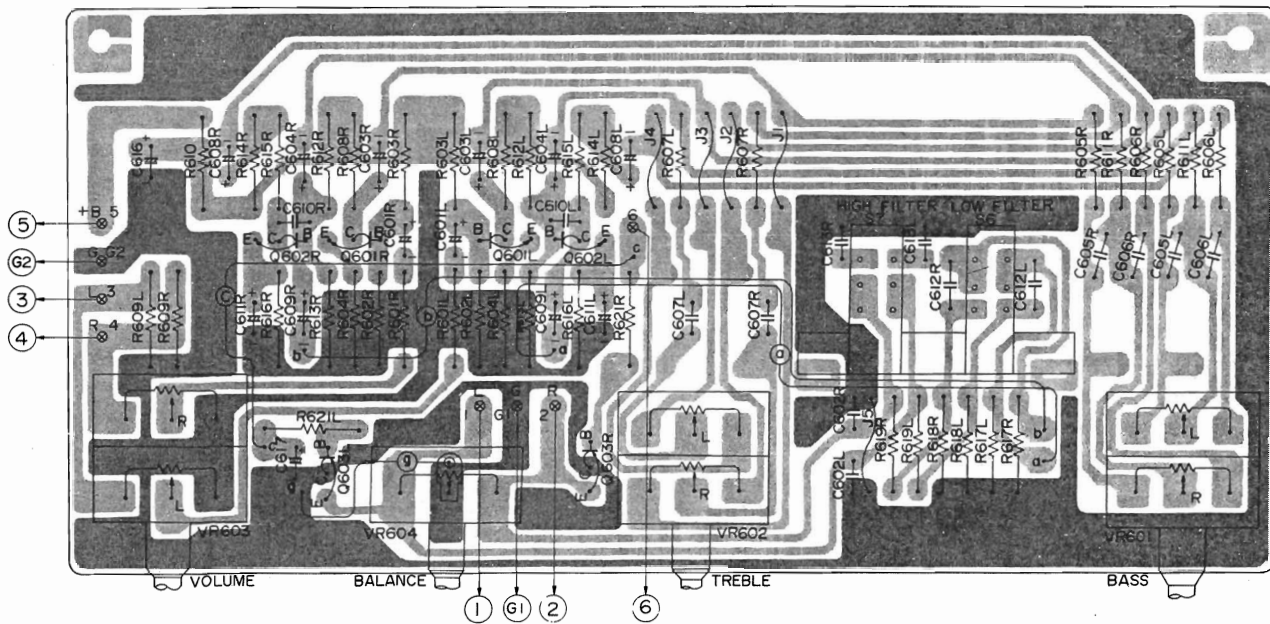 C616
R610
C608R
R614R
R615R
C604R
R612R
R608R
C603R
R603R
R603L
C603L
R608L
R612L
C604L
R615L
R614L
C608L
J4
R607L
J3
J2
R607R
J1
R605R
R611R
R606R
R605L
R611L
R606L
+B 5
5
C610R
C601R
C601L
C610L
6
HIGH FILTER LOW FILTER
S7
S6
E C B E C B
B C E B C E
Q602R
Q601R
Q601L
Q602L
c
C613R
C613L
C605R
C606R
C605L
C606L
G G2
G2
L 3
3
R 4
4
R609L
R609R
c
C611R
R616R
C609R
R613R
R604R
R602R
R601R
b
R601L
R602L
R604L
C609L
R616L
C611L
R621R
C607L
C607R
C612R
C612L
b
a
a
R
L
VR603
R621L
C617
B
Q603L
E
d
g
e
L
G1
G
R
2
B
Q603R
E
L
R
C602R
J5
C602L
R619R
R619L
R618R
R618L
R617L
R617R
b
a
L
R
VR604
VR602
VR601
VOLUME
BALANCE
TREBLE
BASS
1
G1
2
6